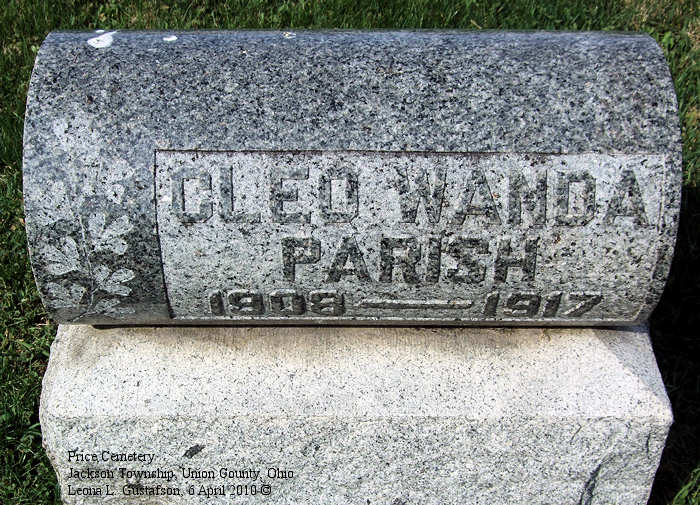 CLEO WANDA
PARISH
1908 — 1917
Price Cemetery
Jackson Township, Union County, Ohio
Leona L. Gustafson, 6 April 2010 ©